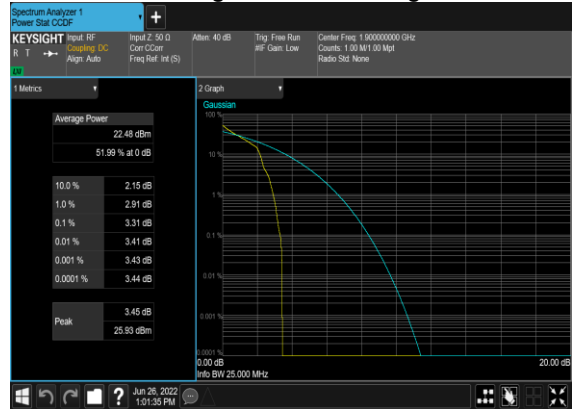 Spectrum Analyzer 1
Power Stat CCDF
KEYSIGHT
R T
Input: RF
Coupling: DC
Align: Auto
Input Z: 50 Ω
Corr CCorr
Freq Ref: Int (S)
Atten: 40 dB
Trig: Free Run
#IF Gain: Low
Center Freq: 1.900000000 GHz
Counts: 1.00 M/1.00 Mpt
Radio Std: None
1 Metrics
Average Power
22.48 dBm
51.99 % at 0 dB
10.0 % 2.15 dB
1.0 % 2.91 dB
0.1 % 3.31 dB
0.01 % 3.41 dB
0.001 % 3.43 dB
0.0001 % 3.44 dB
Peak
3.45 dB
25.93 dBm
2 Graph
Gaussian
100 %
10 %
1 %
0.1 %
0.01 %
0.001 %
0.0001 %
0.00 dB
20.00 dB
Info BW 25.000 MHz
Jun 26, 2022
1:01:35 PM